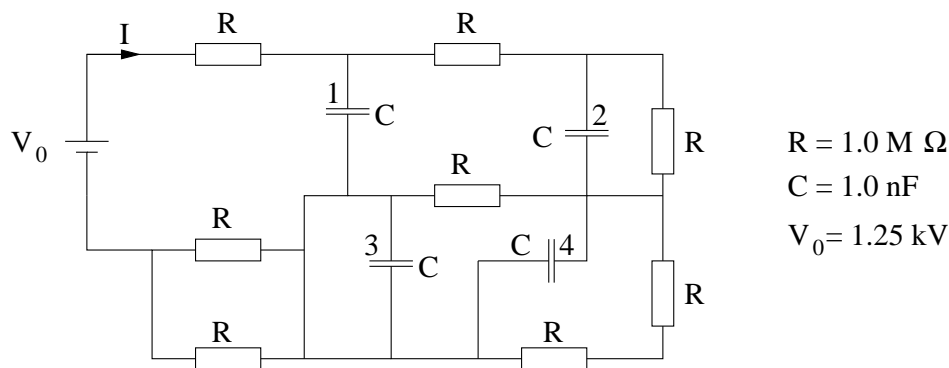 I R R
1 C
2 C
V0
R
R = 1.0 M Ω
C = 1.0 nF
V0 = 1.25 kV
R R
3 C
C 4
R
R R